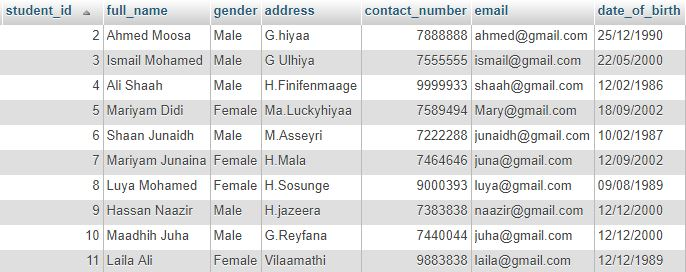 student_id full_name gender address contact_number email date_of_birth
2 Ahmed Moosa Male G.hiyaa 7888888 ahmed@gmail.com 25/12/1990
3 Ismail Mohamed Male G Ulhiya 7555555 ismail@gmail.com 22/05/2000
4 Ali Shaah Male H.Finifenmaage 9999933 shaah@gmail.com 12/02/1986
5 Mariyam Didi Female Ma.Luckyhiyaa 7589494 Mary@gmail.com 18/09/2002
6 Shaan Junaidh Male M.Asseyri 7222288 junaidh@gmail.com 10/02/1987
7 Mariyam Junaina Female H.Mala 7464646 juna@gmail.com 12/09/2002
8 Luya Mohamed Female H.Sosunge 9000393 luya@gmail.com 09/08/1989
9 Hassan Naazir Male H.jazeera 7383838 naazir@gmail.com 12/12/2000
10 Maadhih Juha Male G.Reyfana 7440044 juha@gmail.com 12/12/2000
11 Laila Ali Female Vilaamathi 9883838 laila@gmail.com 12/12/1989